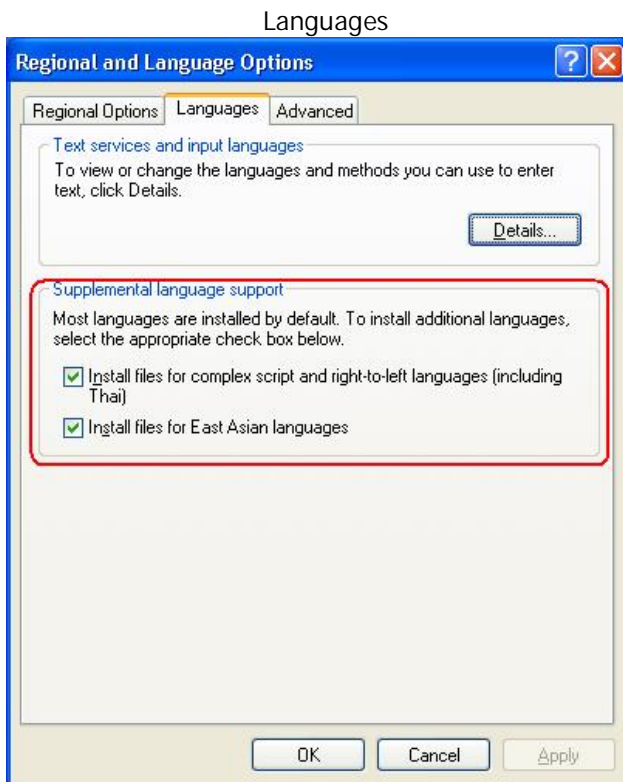 Languages
Regional and Language Options
Regional Options Languages Advanced
Text services and input languages
To view or change the languages and methods you can use to enter
text, click Details.
Details...
Supplemental language support
Most languages are installed by default. To install additional languages,
select the appropriate check box below.
Install files for complex script and right-to-left languages (including
Thai)
Install files for East Asian languages
OK Cancel Apply